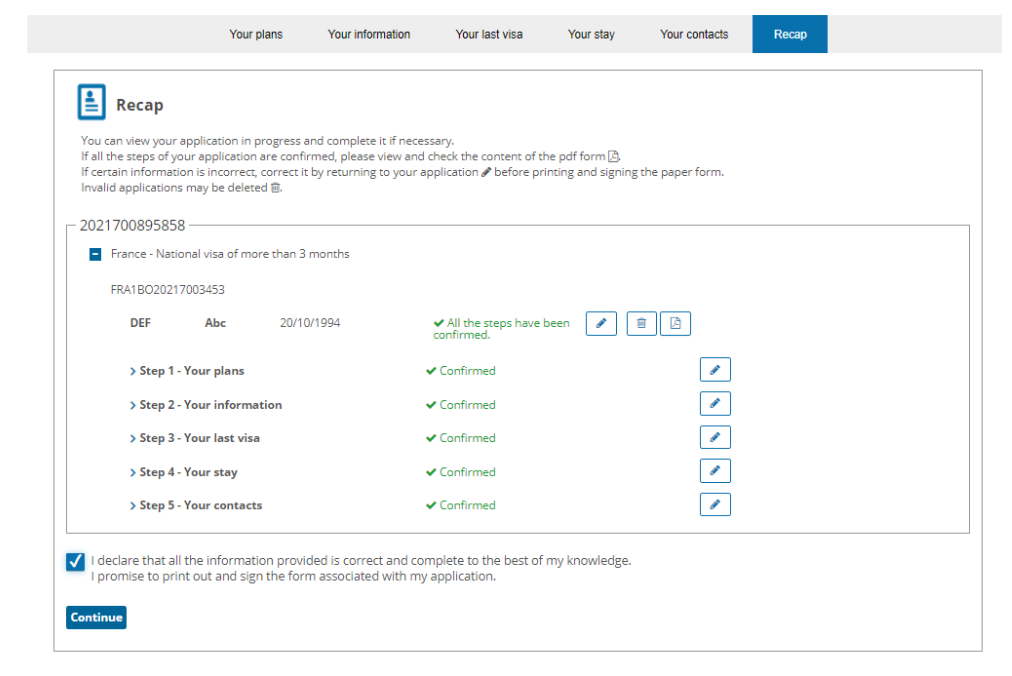 Your plans Your information Your last visa Your stay Your contacts Recap
Recap
You can view your application in progress and complete it if necessary.
If all the steps of your application are confirmed, please view and check the content of the pdf form.
If certain information is incorrect, correct it by returning to your application before printing and signing the paper form.
Invalid applications may be deleted.
2021700895858
France - National visa of more than 3 months
FRA1BO20217003453
DEF Abc 20/10/1994 All the steps have been
confirmed.
Step 1 - Your plans Confirmed
Step 2 - Your information Confirmed
Step 3 - Your last visa Confirmed
Step 4 - Your stay Confirmed
Step 5 - Your contacts Confirmed
I declare that all the information provided is correct and complete to the best of my knowledge.
I promise to print out and sign the form associated with my application.
Continue